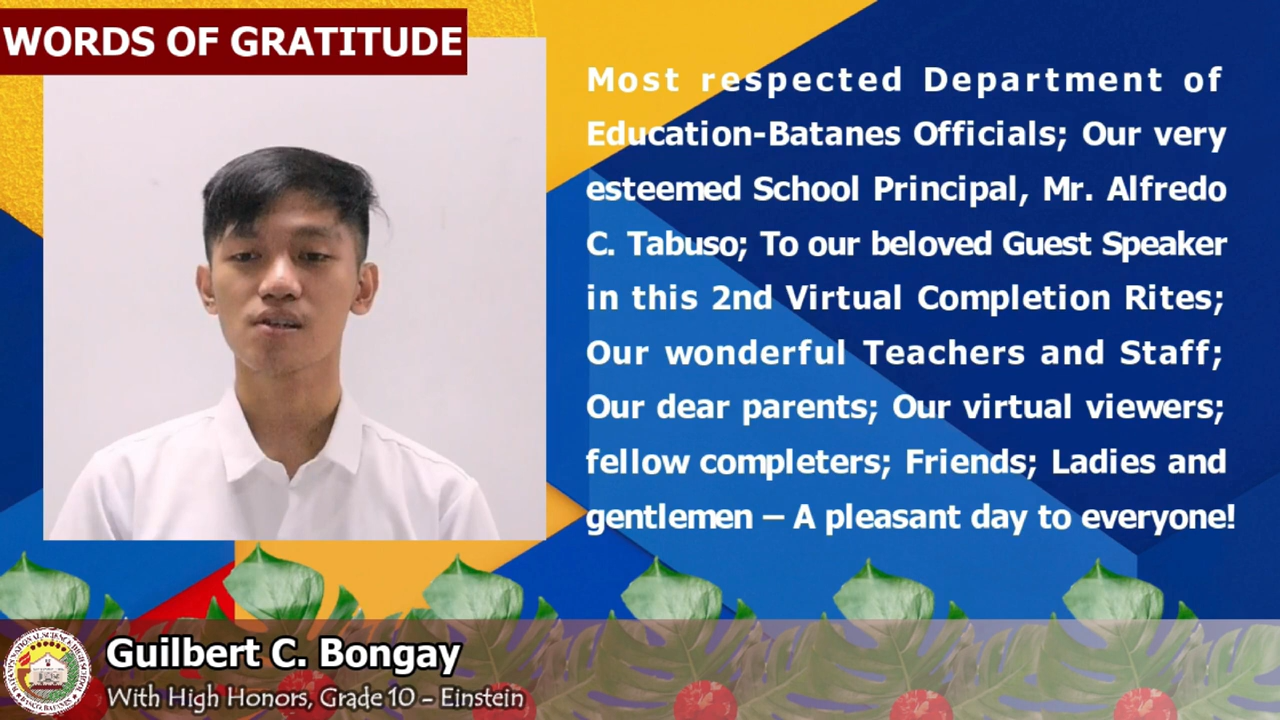 WORDS OF GRATITUDE
Most respected Department of
Education-Batanes Officials; Our very
esteemed School Principal, Mr. Alfredo
C. Tabuso; To our beloved Guest Speaker
in this 2nd Virtual Completion Rites;
Our wonderful Teachers and Staff;
Our dear parents; Our virtual viewers;
fellow completers; Friends; Ladies and
gentlemen – A pleasant day to everyone!
Guilbert C. Bongay
With High Honors, Grade 10 – Einstein